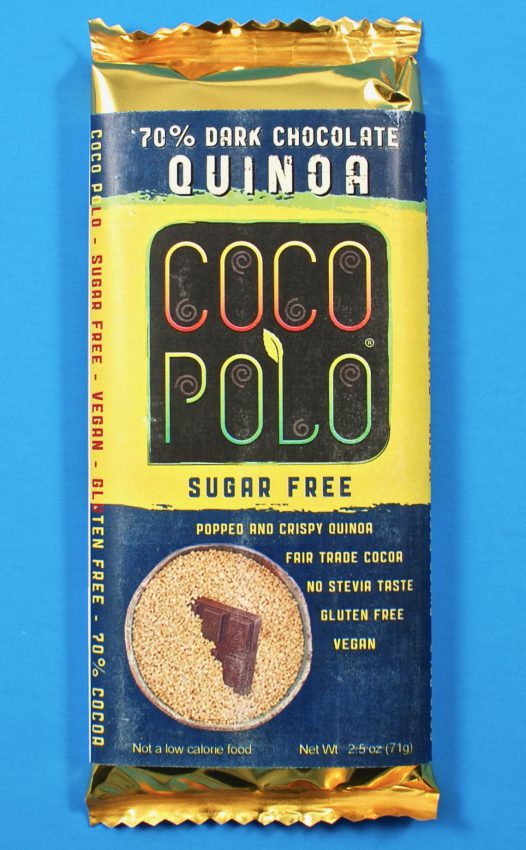 70% DARK CHOCOLATE
QUINOA
COCO
POLO
®
SUGAR FREE
POPPED AND CRISPY QUINOA
FAIR TRADE COCOA
NO STEVIA TASTE
GLUTEN FREE
VEGAN
Not a low calorie food
Net Wt 2.5 oz (71g)
COCO POLO - SUGAR FREE - VEGAN - GLUTEN FREE - 70% COCOA